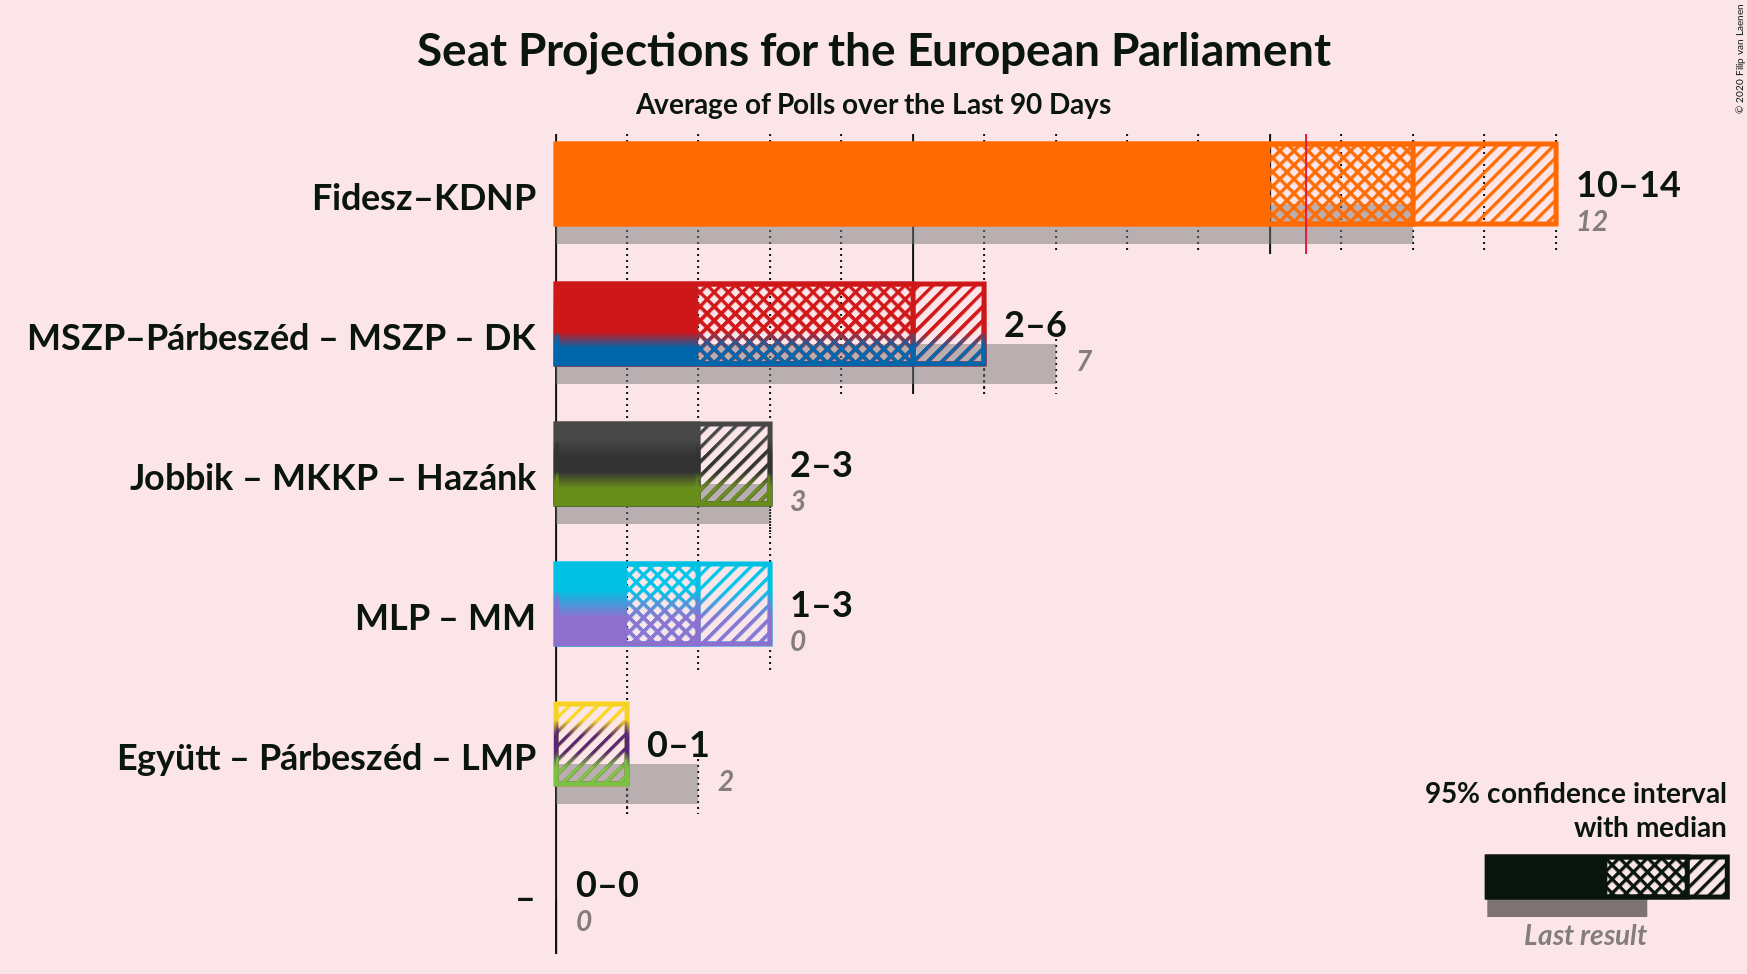 Seat Projections for the European Parliament
Average of Polls over the Last 90 Days
© 2020 Filip van Laenen
Fidesz–KDNP
10–14
12
MSZP–Párbeszéd – MSZP – DK
2–6
7
Jobbik – MKKP – Hazánk
2–3
3
MLP – MM
1–3
0
Együtt – Párbeszéd – LMP
0–1
2
–
0–0
0
95% confidence interval
with median
Last result